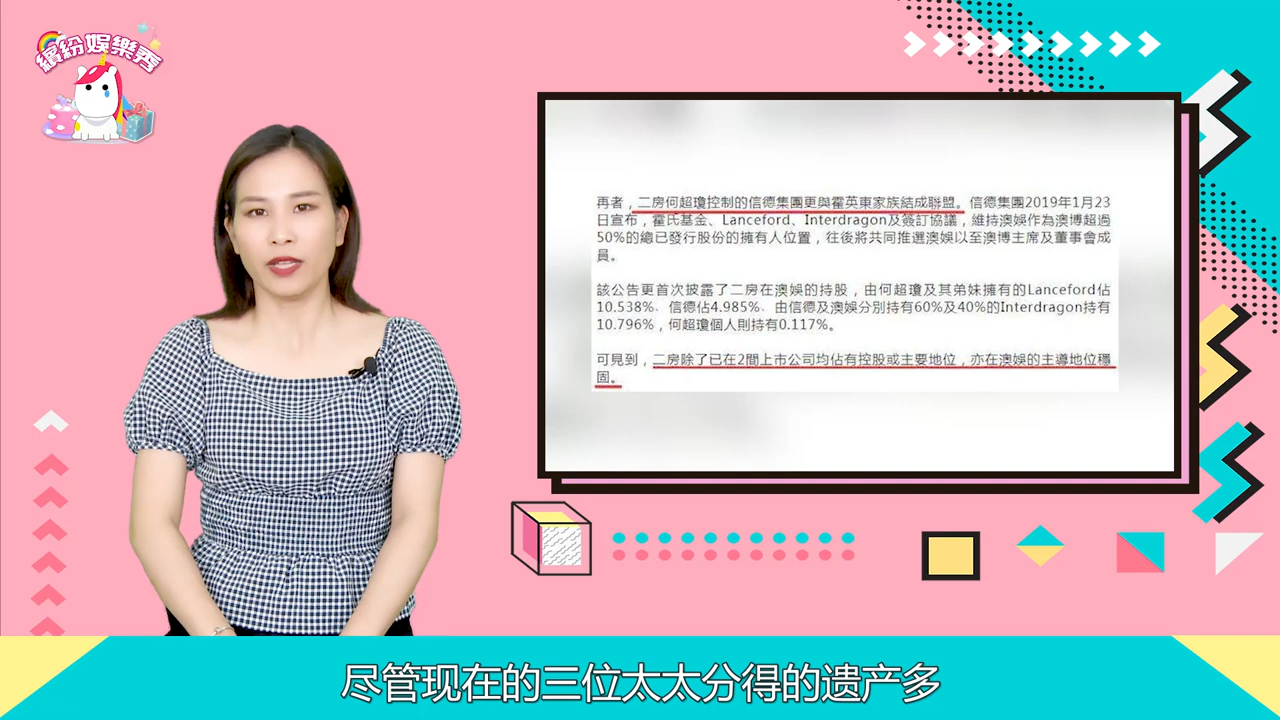 繽紛娛樂秀
再者，二房何超瓊控制的信德集團更與霍英東家族結成聯盟。信德集團2019年1月23
日宣布，霍氏基金、Lanceford、Interdragon及簽訂協議，維持澳娛作為澳博超過
50%的總已發行股份的擁有人位置，往後將共同推選澳娛以至澳博主席及董事會成
員。
該公告更首次披露了二房在澳娛的持股，由何超瓊及其弟妹擁有的Lanceford佔
10.538%、信德佔4.985%、由信德及澳娛分別持有60%及40%的Interdragon持有
10.796%，何超瓊個人則持有0.117%。
可見到，二房除了已在2間上市公司均佔有控股或主要地位，亦在澳娛的主導地位穩
固。
尽管现在的三位太太分得的遗产多